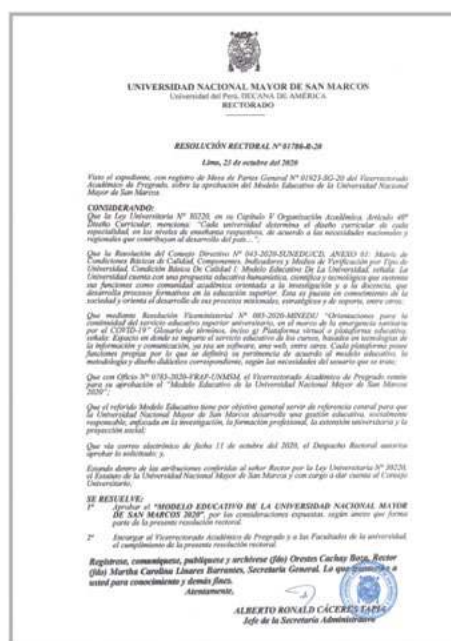 UNIVERSIDAD NACIONAL MAYOR DE SAN MARCOS
Universidad del Perú, DECANA DE AMÉRICA
RECTORADO
RESOLUCIÓN RECTORAL Nº 01780-R-20
Lima, 25 de octubre del 2020
Visto el expediente, con registro de Mesa de Partes General Nº 01923-SG-20 del Vicerrectorado
Académico de Pregrado, sobre la aprobación del Modelo Educativo de la Universidad Nacional
Mayor de San Marcos.
CONSIDERANDO:
Que la Ley Universitaria Nº 30220, en su Capítulo V Organización Académica, Artículo 40º
Diseño Curricular, menciona: "Cada universidad determina el diseño curricular de cada
especialidad, en los niveles de enseñanza respectivos, de acuerdo a las necesidades nacionales y
regionales que contribuyan al desarrollo del país...";
Que la Resolución del Consejo Directivo Nº 043-2020-SUNEDU/CD, ANEXO 01: Matriz de
Condiciones Básicas de Calidad, Componentes, Indicadores y Medios de Verificación por Tipo de
Universidad, Condición Básica De Calidad I: Modelo Educativo De La Universidad, señala: La
Universidad cuenta con una propuesta educativa humanística, científica y tecnológica que sustenta
sus funciones como comunidad académica orientada a la investigación y a la docencia, que
desarrolla procesos formativos en la educación superior. Esta es puesta en conocimiento de la
sociedad y orienta el desarrollo de sus procesos misionales, estratégicos y de soporte, entre otros;
Que mediante Resolución Viceministerial Nº 085-2020-MINEDU "Orientaciones para la
continuidad del servicio educativo superior universitario, en el marco de la emergencia sanitaria
por el COVID-19" Glosario de términos, inciso g) Plataforma virtual o plataforma educativa,
señala: Espacio en donde se imparte el servicio educativo de los cursos, basados en tecnologías de
la información y comunicación, ya sea un software, una web, entre otros. Cada plataforma posee
funciones propias por lo que se definirá su pertinencia de acuerdo al modelo educativo, la
metodología y diseño didáctico correspondiente, según las necesidades del usuario que se trate;
Que con Oficio Nº 0783-2020-VRAP-UNMSM, el Vicerrectorado Académico de Pregrado remite
para su aprobación el "Modelo Educativo de la Universidad Nacional Mayor de San Marcos
2020";
Que el referido Modelo Educativo tiene por objetivo general servir de referencia central para que
la Universidad Nacional Mayor de San Marcos desarrolle una gestión educativa, socialmente
responsable, enfocada en la investigación, la formación profesional, la extensión universitaria y la
proyección social;
Que vía correo electrónico de fecha 11 de octubre del 2020, el Despacho Rectoral autoriza
aprobar lo solicitado; y,
Estando dentro de las atribuciones conferidas al señor Rector por la Ley Universitaria Nº 30220,
el Estatuto de la Universidad Nacional Mayor de San Marcos y con cargo a dar cuenta al Consejo
Universitario;
SE RESUELVE:
1º Aprobar el "MODELO EDUCATIVO DE LA UNIVERSIDAD NACIONAL MAYOR
DE SAN MARCOS 2020", por las consideraciones expuestas, según anexo que forma
parte de la presente resolución rectoral.
2º Encargar al Vicerrectorado Académico de Pregrado y a las Facultades de la universidad,
el cumplimiento de la presente resolución rectoral.
Regístrese, comuníquese, publíquese y archívese (fdo) Orestes Cachay Boza, Rector
(fdo) Martha Carolina Linares Barrantes, Secretaria General. Lo que transcribo a
usted para conocimiento y demás fines.
Atentamente,
ALBERTO RONALD CÁCERES TAPIA
Jefe de la Secretaría Administrativa